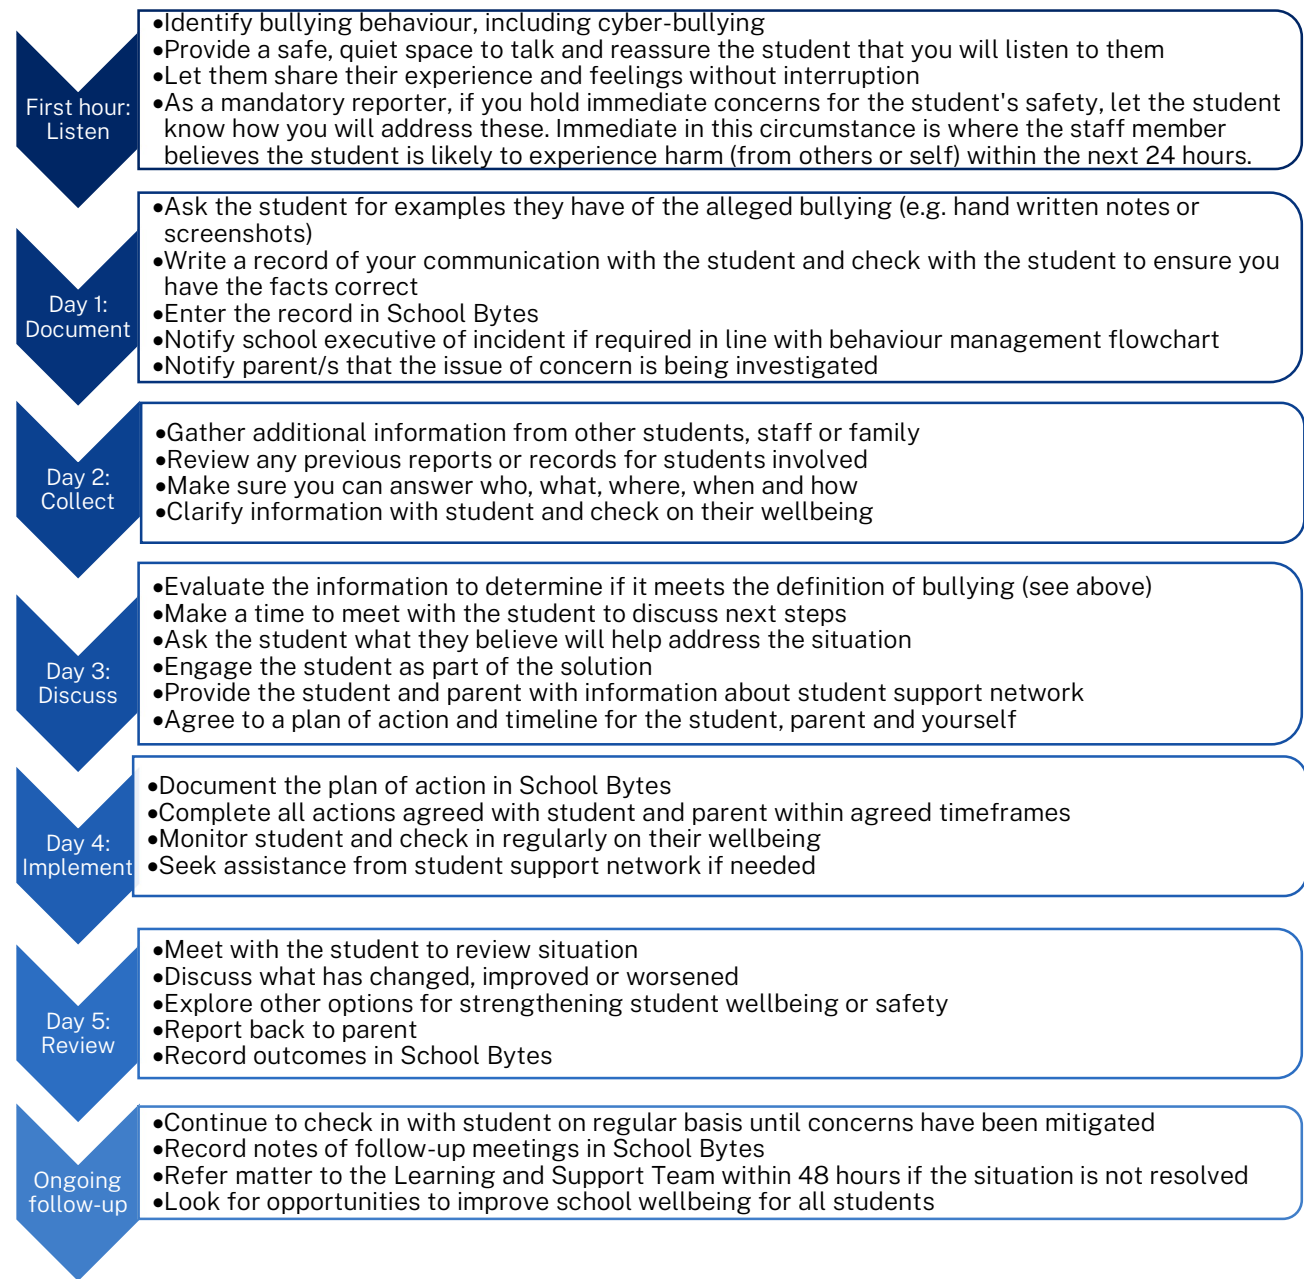 First hour:
Listen
•Identify bullying behaviour, including cyber-bullying
•Provide a safe, quiet space to talk and reassure the student that you will listen to them
•Let them share their experience and feelings without interruption
•As a mandatory reporter, if you hold immediate concerns for the student's safety, let the student
know how you will address these. Immediate in this circumstance is where the staff member
believes the student is likely to experience harm (from others or self) within the next 24 hours.
Day 1:
Document
•Ask the student for examples they have of the alleged bullying (e.g. hand written notes or
screenshots)
•Write a record of your communication with the student and check with the student to ensure you
have the facts correct
•Enter the record in School Bytes
•Notify school executive of incident if required in line with behaviour management flowchart
•Notify parent/s that the issue of concern is being investigated
Day 2:
Collect
•Gather additional information from other students, staff or family
•Review any previous reports or records for students involved
•Make sure you can answer who, what, where, when and how
•Clarify information with student and check on their wellbeing
Day 3:
Discuss
•Evaluate the information to determine if it meets the definition of bullying (see above)
•Make a time to meet with the student to discuss next steps
•Ask the student what they believe will help address the situation
•Engage the student as part of the solution
•Provide the student and parent with information about student support network
•Agree to a plan of action and timeline for the student, parent and yourself
Day 4:
Implement
•Document the plan of action in School Bytes
•Complete all actions agreed with student and parent within agreed timeframes
•Monitor student and check in regularly on their wellbeing
•Seek assistance from student support network if needed
Day 5:
Review
•Meet with the student to review situation
•Discuss what has changed, improved or worsened
•Explore other options for strengthening student wellbeing or safety
•Report back to parent
•Record outcomes in School Bytes
Ongoing
follow-up
•Continue to check in with student on regular basis until concerns have been mitigated
•Record notes of follow-up meetings in School Bytes
•Refer matter to the Learning and Support Team within 48 hours if the situation is not resolved
•Look for opportunities to improve school wellbeing for all students